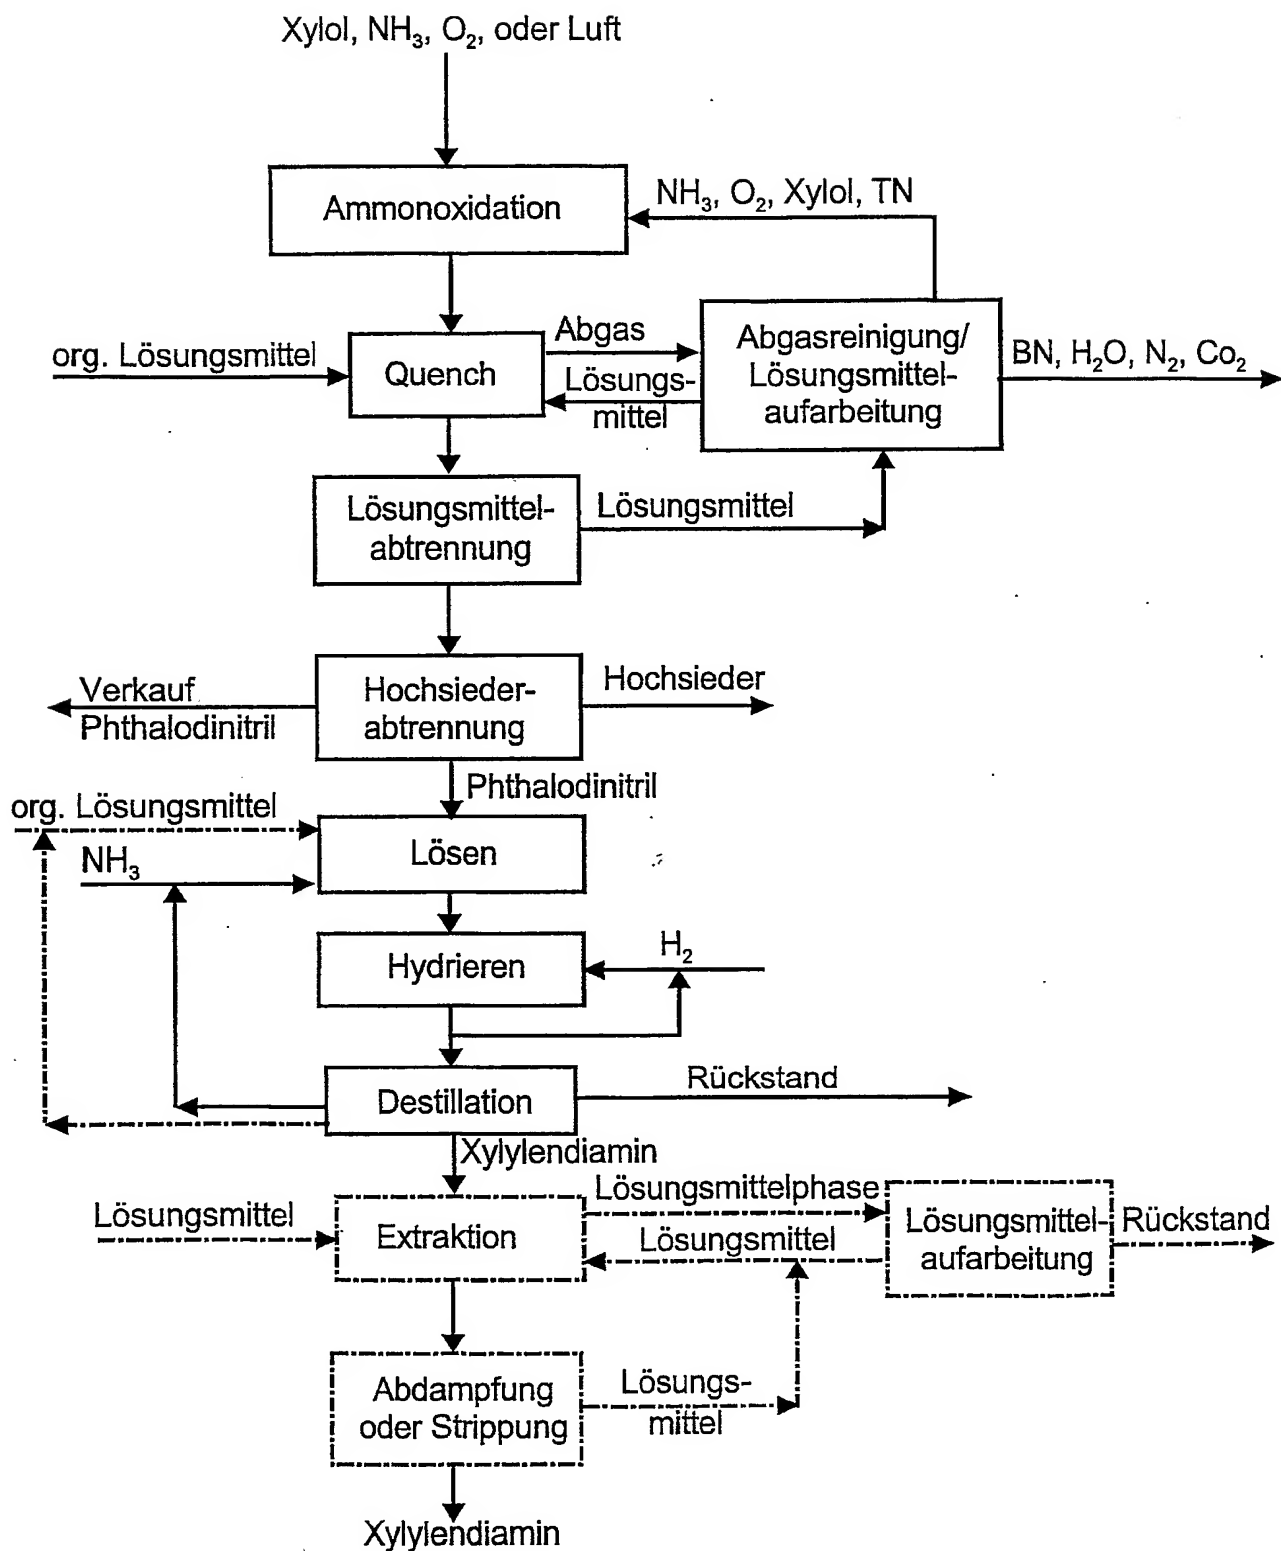 Xylol, NH₃, O₂, oder Luft
Ammonoxidation
NH₃, O₂, Xylol, TN
org. Lösungsmittel
Quench
Abgas
Lösungs-
mittel
Abgasreinigung/
Lösungsmittel-
aufarbeitung
BN, H₂O, N₂, Co₂
Lösungsmittel-
abtrennung
Lösungsmittel
Verkauf
Phthalodinitril
Hochsieder-
abtrennung
Hochsieder
Phthalodinitril
org. Lösungsmittel
NH₃
Lösen
Hydrieren
H₂
Destillation
Rückstand
Xylylendiamin
Lösungsmittel
Extraktion
Lösungsmittelphase
Lösungsmittel
Lösungsmittel-
aufarbeitung
Rückstand
Abdampfung
oder Strippung
Lösungs-
mittel
Xylylendiamin